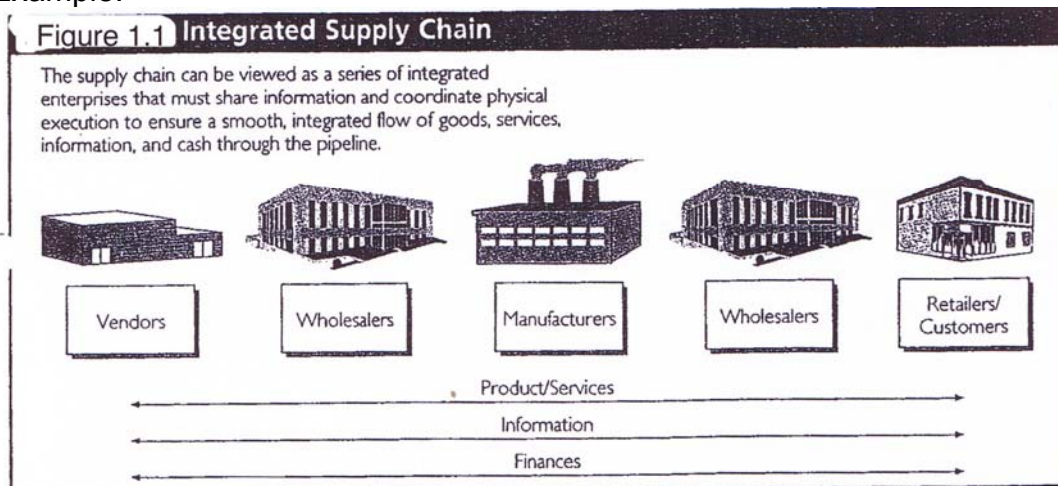 Example:
Figure 1.1 Integrated Supply Chain
The supply chain can be viewed as a series of integrated
enterprises that must share information and coordinate physical
execution to ensure a smooth, integrated flow of goods, services,
information, and cash through the pipeline.
Vendors
Wholesalers
Manufacturers
Wholesalers
Retailers/
Customers
Product/Services
Information
Finances